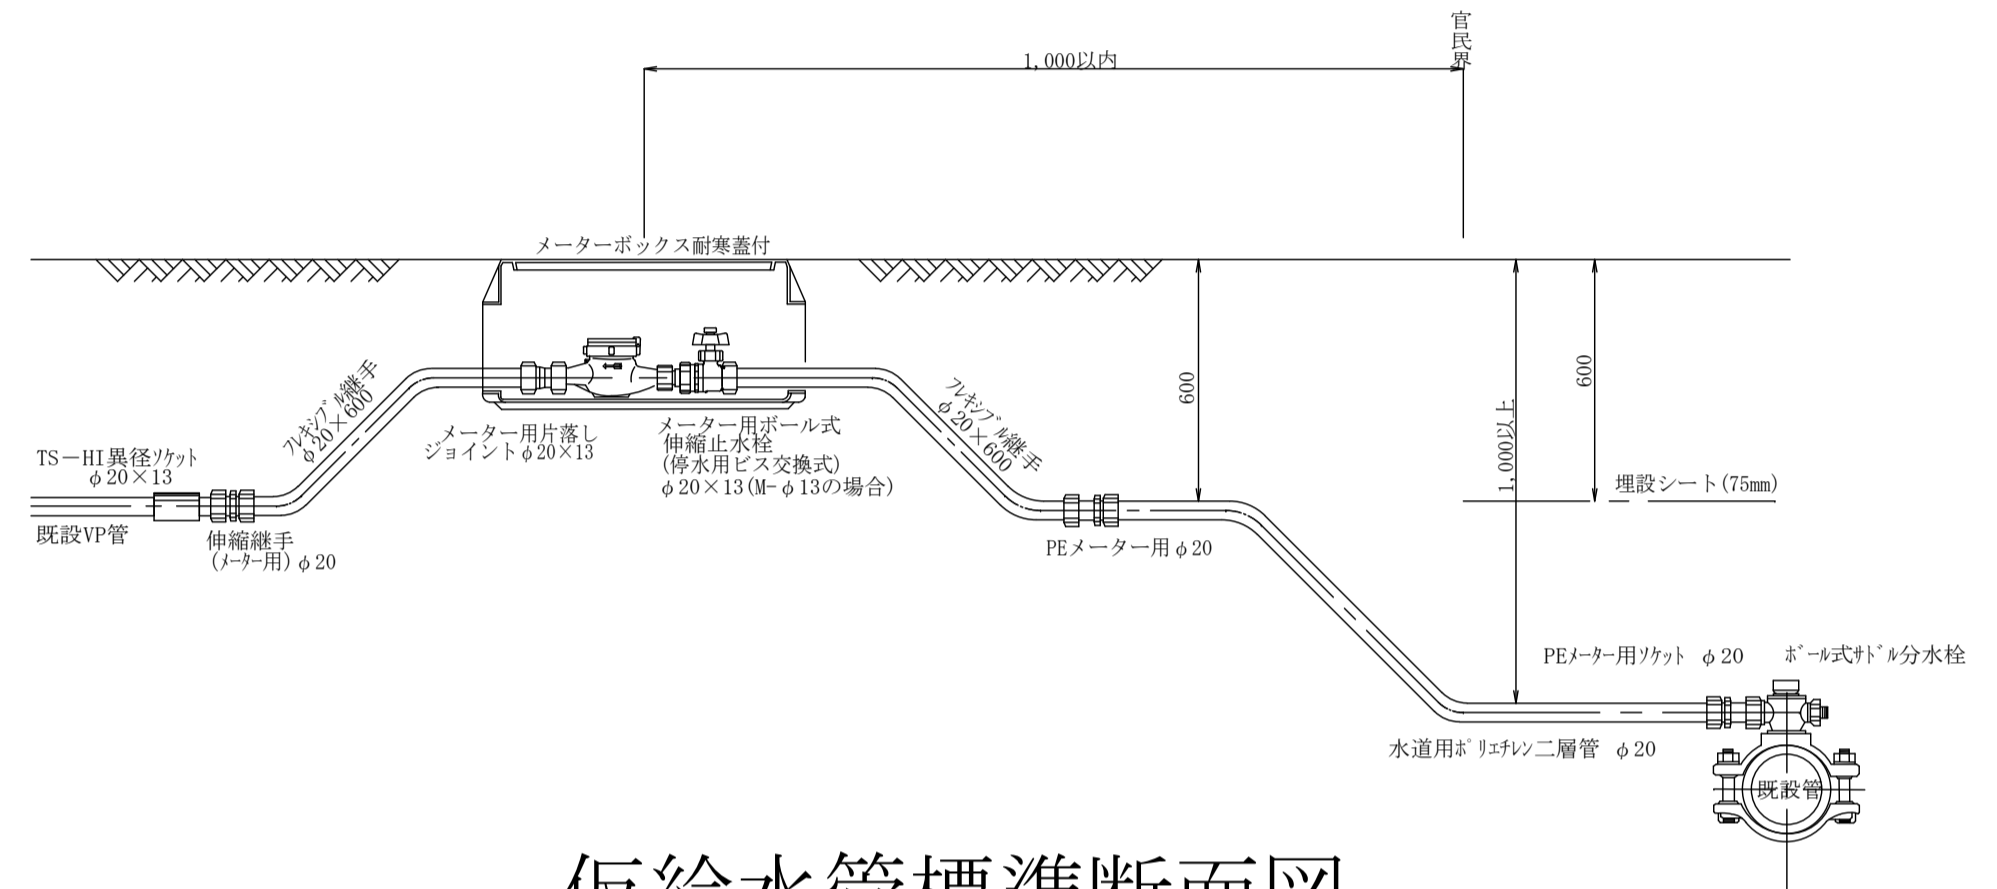 官民界
1,000以内
メーターボックス耐寒蓋付
フレキシブル継手
φ20×600
メーター用片落し
ジョイントφ20×13
メーター用ボール式
伸縮止水栓
(停水用ビス交換式)
φ20×13(M-φ13の場合)
フレキシブル継手
φ20×600
600
1,000以上
600
TS-HI異径ソケット
φ20×13
既設VP管
伸縮継手
(メーター用)φ20
PEメーター用φ20
埋設シート(75mm)
PEメーター用ソケット φ20
ボール式サドル分水栓
水道用ポリエチレン二層管 φ20
既設管
仮給水管標準断面図